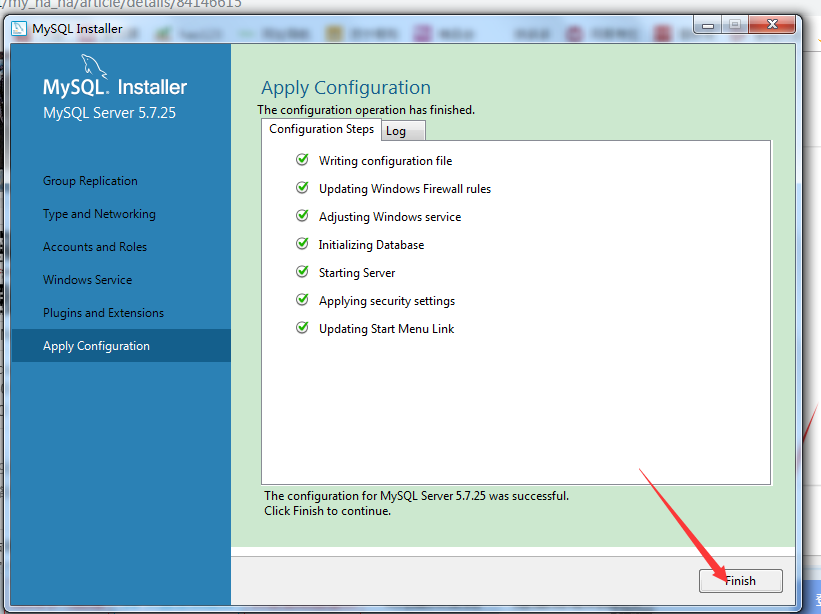 /my_ha_ha/article/details/84146615
MySQL Installer
MySQL. Installer
MySQL Server 5.7.25
Group Replication
Type and Networking
Accounts and Roles
Windows Service
Plugins and Extensions
Apply Configuration
Apply Configuration
The configuration operation has finished.
Configuration Steps
Log
Writing configuration file
Updating Windows Firewall rules
Adjusting Windows service
Initializing Database
Starting Server
Applying security settings
Updating Start Menu Link
The configuration for MySQL Server 5.7.25 was successful.
Click Finish to continue.
Finish